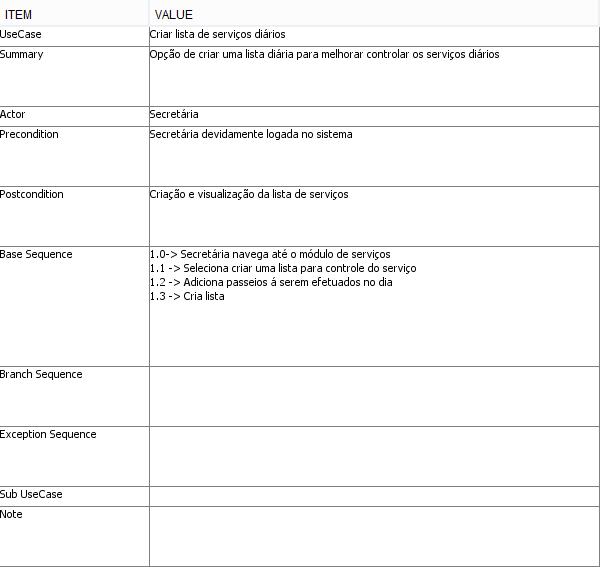 ITEM VALUE
UseCase Criar lista de serviços diários
Summary Opção de criar uma lista diária para melhorar controlar os serviços diários
Actor Secretária
Precondition Secretária devidamente logada no sistema
Postcondition Criação e visualização da lista de serviços
Base Sequence 1.0-> Secretária navega até o módulo de serviços
1.1 -> Seleciona criar uma lista para controle do serviço
1.2 -> Adiciona passeios á serem efetuados no dia
1.3 -> Cria lista
Branch Sequence
Exception Sequence
Sub UseCase
Note